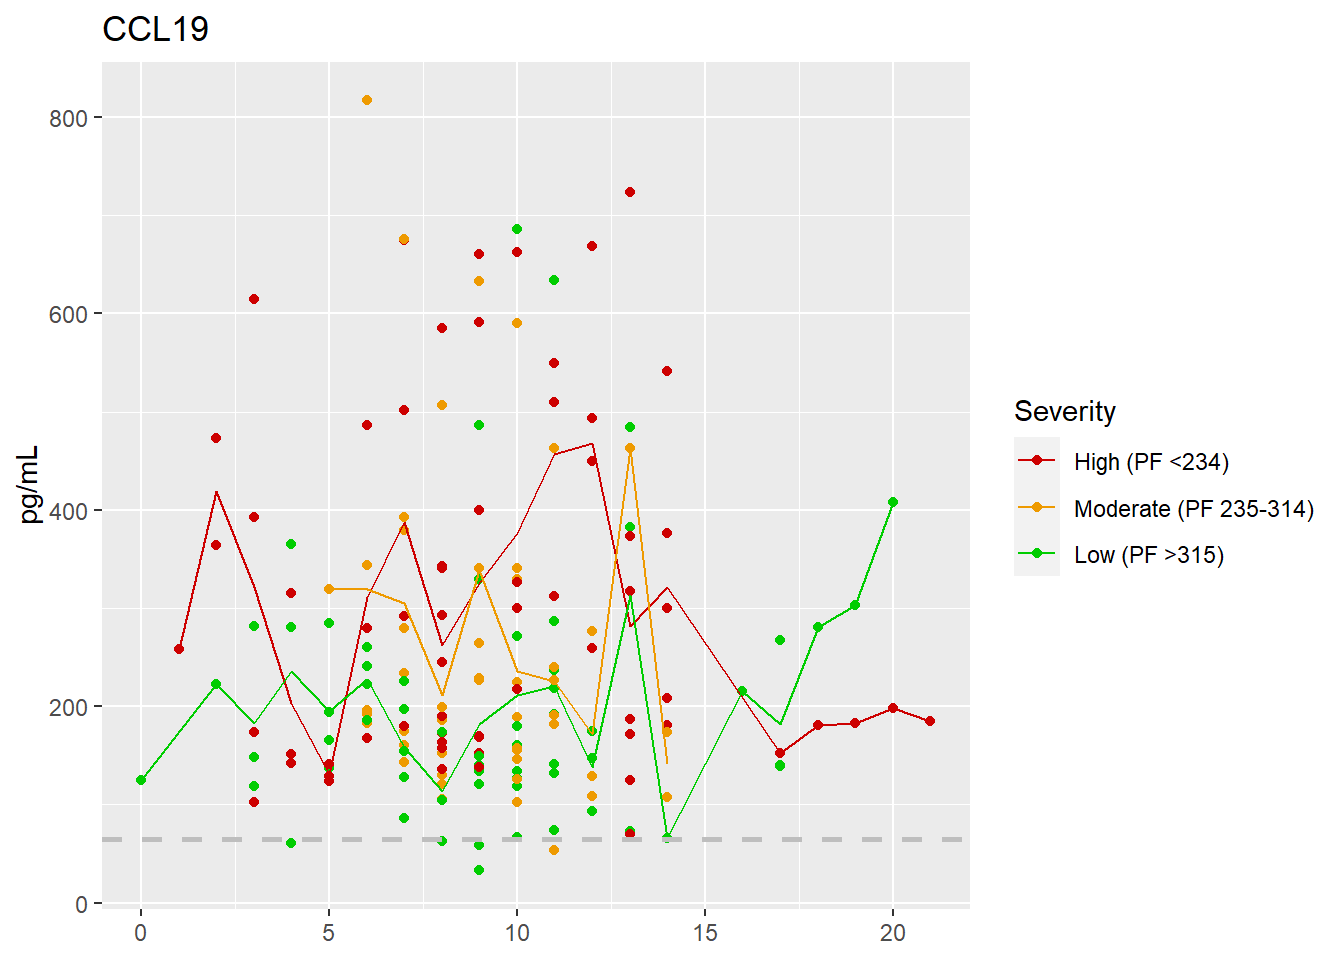 CCL19
pg/mL
800
600
400
200
0
0 5 10 15 20
Severity
High (PF <234)
Moderate (PF 235-314)
Low (PF >315)